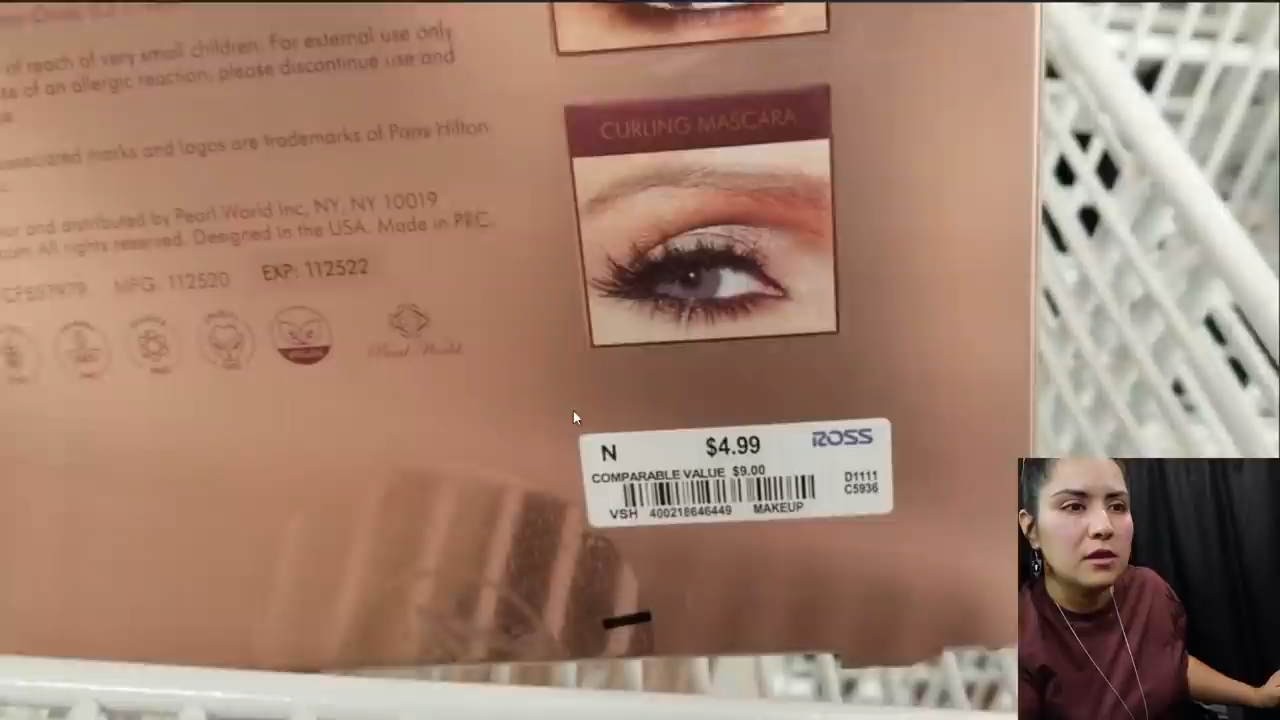 of reach of very small children. For external use only
of an allergic reaction, please discontinue use and
associated marks and logos are trademarks of Paris Hilton
and distributed by Pearl World Inc, NY, NY 10019
All rights reserved. Designed in the USA. Made in PRC.
MFG: 112520 EXP: 112522
Pearl World
CURLING MASCARA
N $4.99 ROSS
COMPARABLE VALUE $9.00
D1111
C5936
VSH 400218646449 MAKEUP